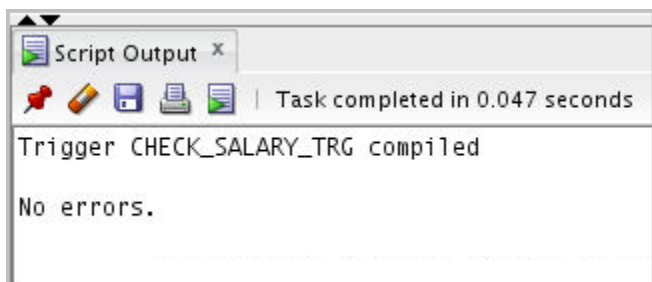 Script Output x
Task completed in 0.047 seconds
Trigger CHECK_SALARY_TRG compiled
No errors.